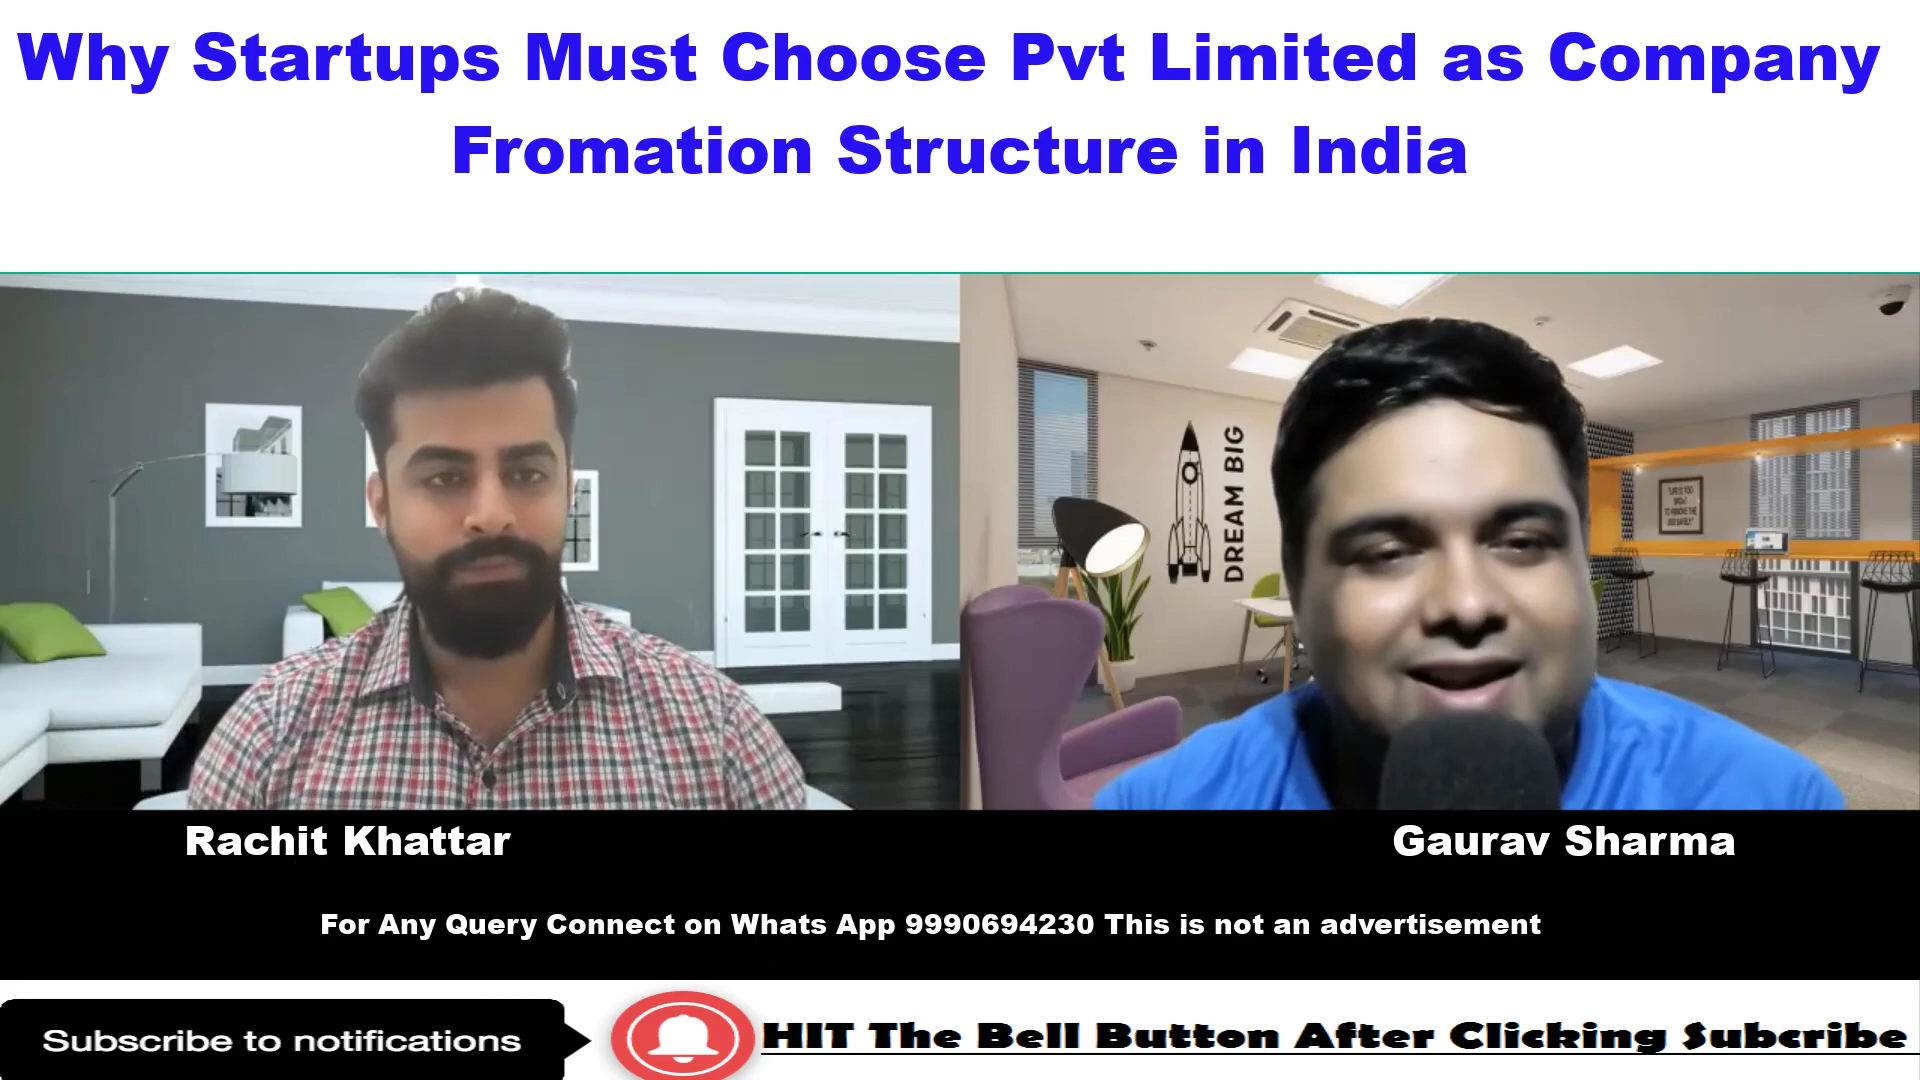 Why Startups Must Choose Pvt Limited as Company
Fromation Structure in India
DREAM BIG
Rachit Khattar
Gaurav Sharma
For Any Query Connect on Whats App 9990694230 This is not an advertisement
Subscribe to notifications
HIT The Bell Button After Clicking Subcribe